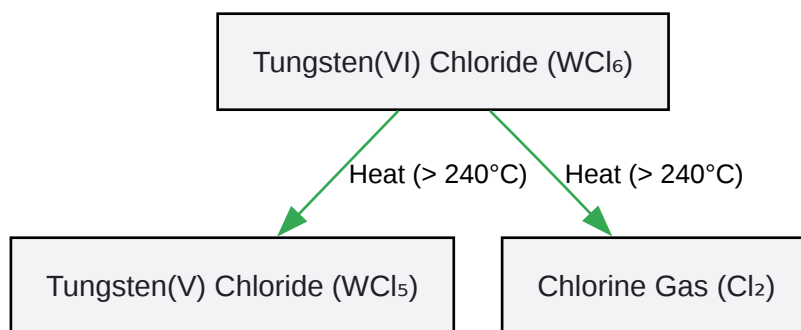 Tungsten(VI) Chloride (WCl₆)
Heat (> 240°C)
Heat (> 240°C)
Tungsten(V) Chloride (WCl₅)
Chlorine Gas (Cl₂)